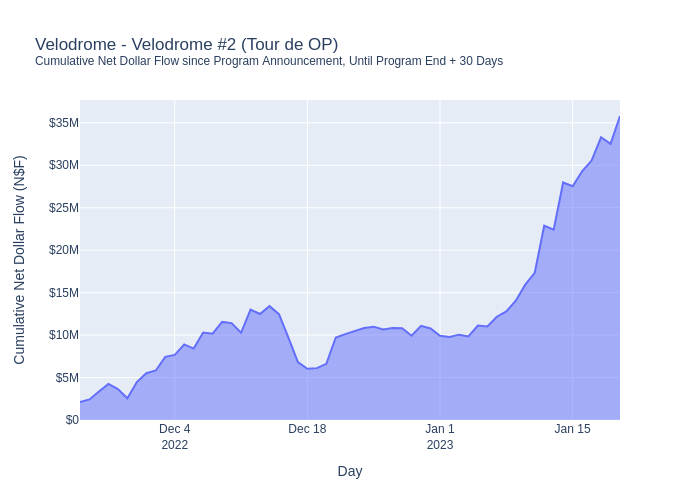 Velodrome - Velodrome #2 (Tour de OP)
Cumulative Net Dollar Flow since Program Announcement, Until Program End + 30 Days
Cumulative Net Dollar Flow (N$F)
$35M
$30M
$25M
$20M
$15M
$10M
$5M
$0
Dec 4
2022
Dec 18
Jan 1
2023
Jan 15
Day